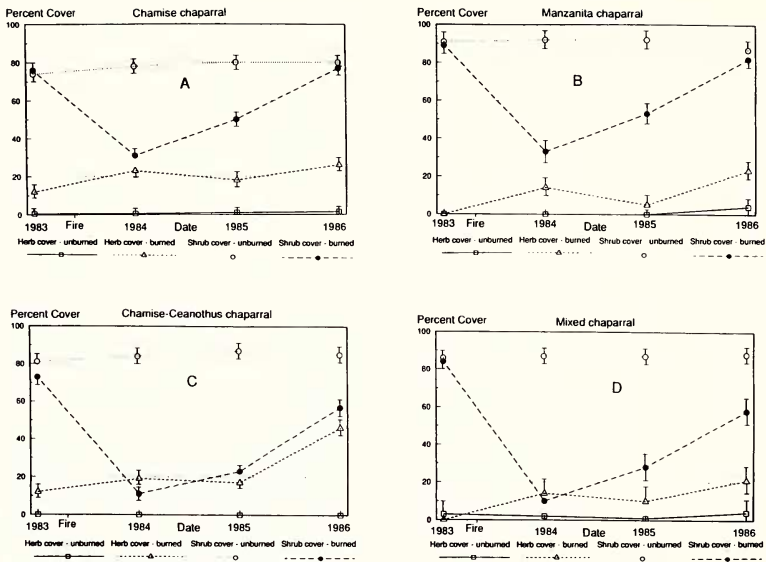 Percent Cover Chamise chaparral
100
80
60
40
20
0
A
1983 Fire 1984 Date 1985 1986
Herb cover - unburned Herb cover - burned Shrub cover - unburned Shrub cover - burned
Percent Cover Manzanita chaparral
100
80
60
40
20
0
B
1983 Fire 1984 Date 1985 1986
Herb cover - unburned Herb cover - burned Shrub cover - unburned Shrub cover - burned
Percent Cover Chamise-Ceanothus chaparral
100
80
60
40
20
0
C
1983 Fire 1984 Date 1985 1986
Herb cover - unburned Herb cover - burned Shrub cover - unburned Shrub cover - burned
Percent Cover Mixed chaparral
100
80
60
40
20
0
D
1983 Fire 1984 Date 1985 1986
Herb cover - unburned Herb cover - burned Shrub cover - unburned Shrub cover - burned